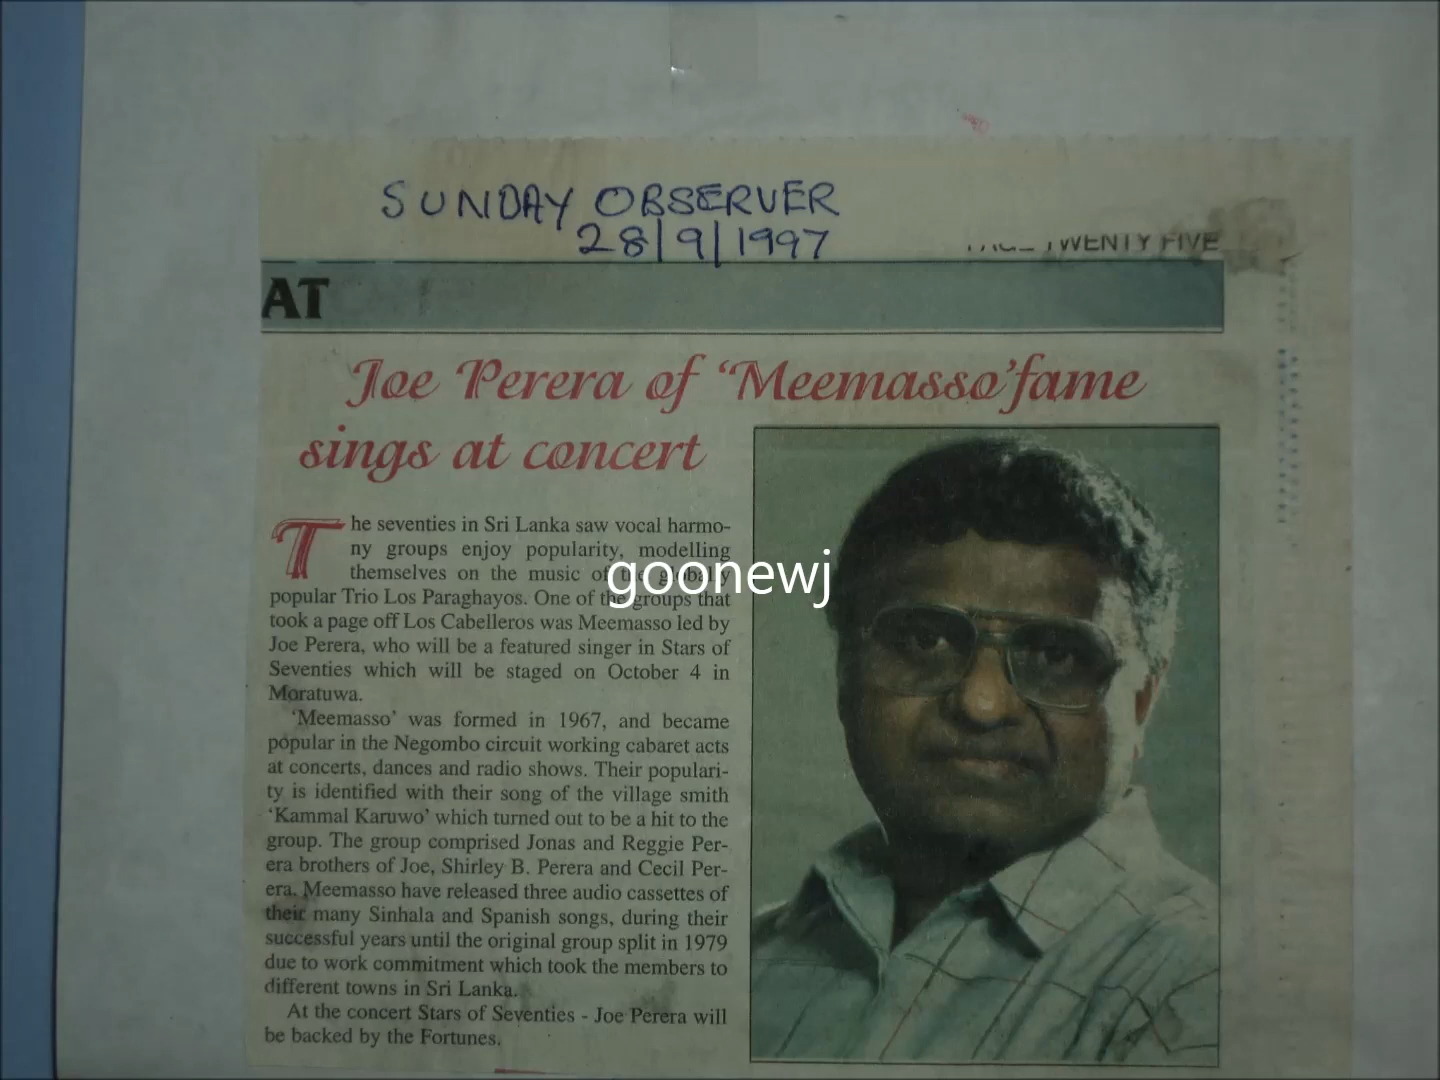 SUNDAY OBSERVER
28/9/1997
TWENTY FIVE
AT
Joe Perera of ‘Meemasso’ fame
sings at concert
The seventies in Sri Lanka saw vocal harmo-
ny groups enjoy popularity, modelling
themselves on the music of the globally
popular Trio Los Paraghayos. One of the groups that
took a page off Los Cabelleros was Meemasso led by
Joe Perera, who will be a featured singer in Stars of
Seventies which will be staged on October 4 in
Moratuwa.
‘Meemasso’ was formed in 1967, and became
popular in the Negombo circuit working cabaret acts
at concerts, dances and radio shows. Their populari-
ty is identified with their song of the village smith
‘Kammal Karuwo’ which turned out to be a hit to the
group. The group comprised Jonas and Reggie Per-
era brothers of Joe, Shirley B. Perera and Cecil Per-
era. Meemasso have released three audio cassettes of
their many Sinhala and Spanish songs, during their
successful years until the original group split in 1979
due to work commitment which took the members to
different towns in Sri Lanka.
At the concert Stars of Seventies - Joe Perera will
be backed by the Fortunes.
goonewj